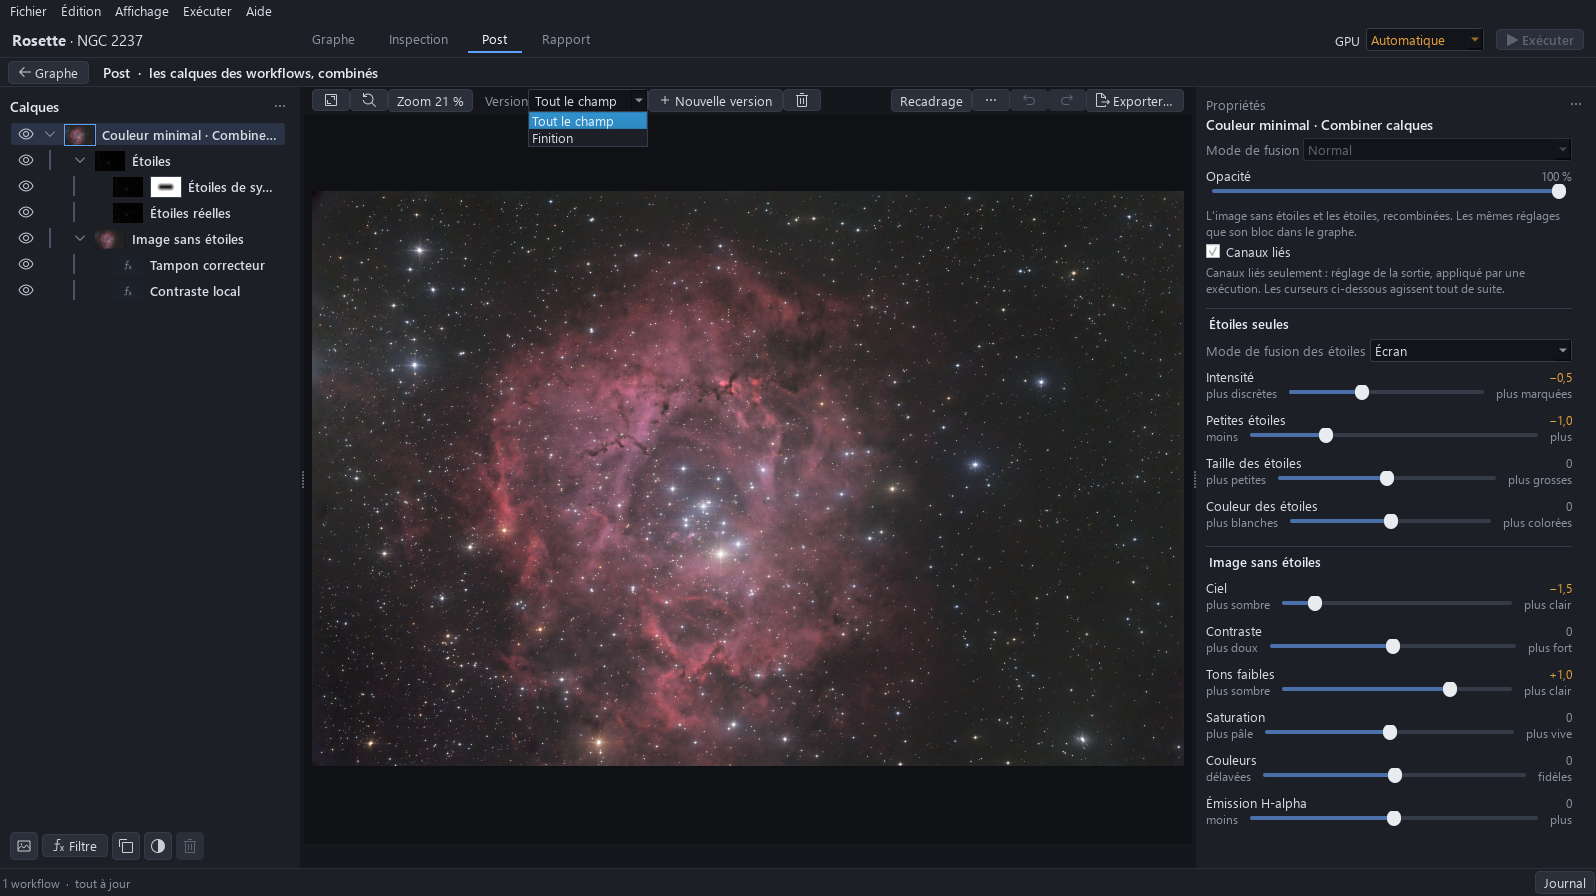 Fichier Édition Affichage Exécuter Aide
Rosette · NGC 2237
Graphe Inspection Post Rapport
GPU Automatique Exécuter
Graphe Post · les calques des workflows, combinés
Calques ···
Couleur minimal · Combine...
Étoiles
Étoiles de sy...
Étoiles réelles
Image sans étoiles
fx Tampon correcteur
fx Contraste local
fx Filtre
1 workflow · tout à jour
Zoom 21 % Version Tout le champ + Nouvelle version
Tout le champ
Finition
Recadrage ··· Exporter...
Propriétés ···
Couleur minimal · Combiner calques
Mode de fusion Normal
Opacité 100 %
L'image sans étoiles et les étoiles, recombinées. Les mêmes réglages
que son bloc dans le graphe.
Canaux liés
Canaux liés seulement : réglage de la sortie, appliqué par une
exécution. Les curseurs ci-dessous agissent tout de suite.
Étoiles seules
Mode de fusion des étoiles Écran
Intensité −0,5
plus discrètes plus marquées
Petites étoiles −1,0
moins plus
Taille des étoiles 0
plus petites plus grosses
Couleur des étoiles 0
plus blanches plus colorées
Image sans étoiles
Ciel −1,5
plus sombre plus clair
Contraste 0
plus doux plus fort
Tons faibles +1,0
plus sombre plus clair
Saturation 0
plus pâle plus vive
Couleurs 0
délavées fidèles
Émission H-alpha 0
moins plus
Journal